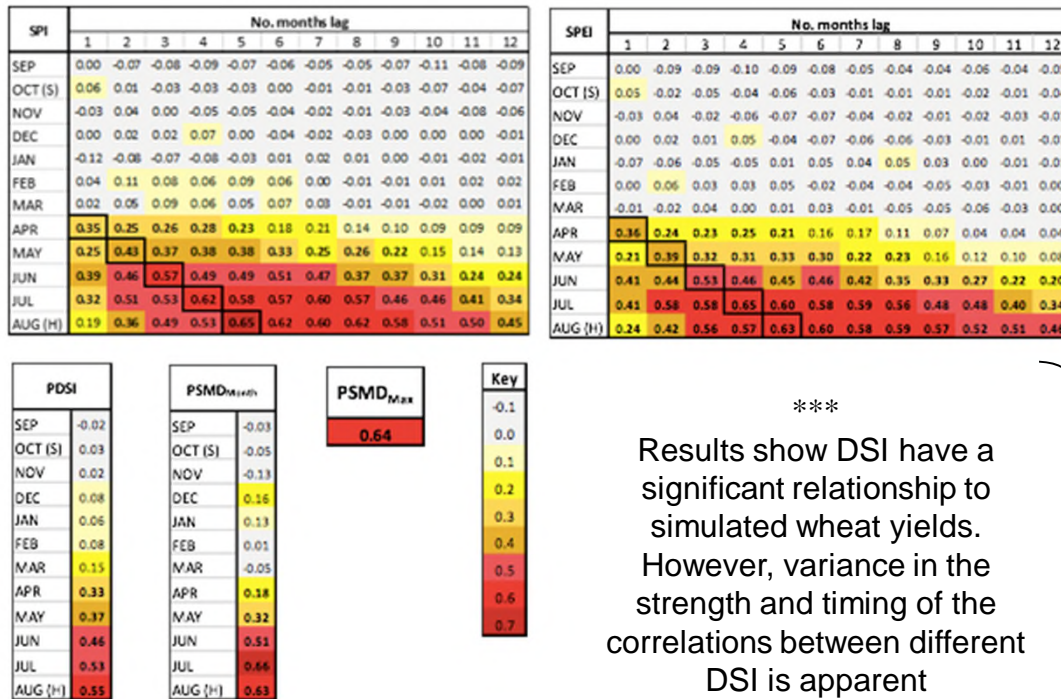 SPI No. months lag
1 2 3 4 5 6 7 8 9 10 11 12
SEP 0.00 -0.07 -0.08 -0.09 -0.07 -0.06 -0.05 -0.05 -0.07 -0.11 -0.08 -0.09
OCT (S) 0.06 0.01 -0.03 -0.03 -0.03 0.00 -0.01 -0.01 -0.03 -0.07 -0.04 -0.07
NOV -0.03 0.04 0.00 -0.05 -0.05 -0.04 -0.02 -0.01 -0.03 -0.04 -0.08 -0.06
DEC 0.00 0.02 0.02 0.07 0.00 -0.04 -0.02 -0.03 0.00 0.00 0.00 -0.01
JAN -0.12 -0.08 -0.07 -0.08 -0.03 0.01 0.02 0.01 0.00 -0.01 -0.02 -0.01
FEB 0.04 0.11 0.08 0.06 0.09 0.06 0.00 -0.01 -0.01 0.01 0.02 0.02
MAR 0.02 0.05 0.09 0.06 0.05 0.07 0.03 -0.01 -0.01 -0.02 0.00 0.01
APR 0.35 0.25 0.26 0.28 0.23 0.18 0.21 0.14 0.10 0.09 0.09 0.09
MAY 0.25 0.43 0.37 0.38 0.38 0.33 0.25 0.26 0.22 0.15 0.14 0.13
JUN 0.39 0.46 0.57 0.49 0.49 0.51 0.47 0.37 0.37 0.31 0.24 0.24
JUL 0.32 0.51 0.53 0.62 0.58 0.57 0.60 0.57 0.46 0.46 0.41 0.34
AUG (H) 0.19 0.36 0.49 0.53 0.65 0.62 0.60 0.62 0.58 0.51 0.50 0.45
SPEI No. months lag
1 2 3 4 5 6 7 8 9 10 11 12
SEP 0.00 -0.09 -0.09 -0.10 -0.09 -0.08 -0.05 -0.04 -0.04 -0.06 -0.04
OCT (S) 0.05 -0.02 -0.05 -0.04 -0.06 -0.03 -0.01 -0.01 -0.01 -0.02 -0.01
NOV -0.03 0.04 -0.02 -0.06 -0.07 -0.07 -0.04 -0.01 -0.02 -0.01 -0.02
DEC 0.00 0.02 0.01 0.05 -0.04 -0.07 -0.06 -0.06 -0.03 -0.01 0.01
JAN -0.07 -0.06 -0.05 -0.05 0.01 0.05 0.04 0.05 0.03 0.00 -0.01
FEB 0.00 0.06 0.03 0.03 0.05 -0.02 -0.04 -0.04 -0.05 -0.03 -0.01
MAR -0.01 -0.02 0.04 0.00 0.01 0.03 -0.01 -0.05 -0.05 -0.06 -0.03
APR 0.36 0.24 0.23 0.25 0.21 0.16 0.17 0.11 0.07 0.04 0.04
MAY 0.21 0.39 0.32 0.31 0.33 0.30 0.22 0.23 0.16 0.12 0.10
JUN 0.41 0.44 0.53 0.46 0.45 0.46 0.42 0.35 0.33 0.27 0.22
JUL 0.41 0.58 0.58 0.65 0.60 0.58 0.59 0.56 0.48 0.48 0.40
AUG (H) 0.24 0.42 0.56 0.57 0.63 0.60 0.58 0.59 0.57 0.52 0.51
PDSI
SEP -0.02
OCT (S) 0.03
NOV 0.02
DEC 0.08
JAN 0.06
FEB 0.08
MAR 0.15
APR 0.33
MAY 0.37
JUN 0.46
JUL 0.53
AUG (H) 0.55
PSMDMonth
SEP -0.03
OCT (S) -0.05
NOV -0.13
DEC 0.16
JAN 0.13
FEB 0.01
MAR -0.05
APR 0.18
MAY 0.32
JUN 0.51
JUL 0.66
AUG (H) 0.63
PSMDMax
0.64
Key
-0.1
0.0
0.1
0.2
0.3
0.4
0.5
0.6
0.7
***
Results show DSI have a
significant relationship to
simulated wheat yields.
However, variance in the
strength and timing of the
correlations between different
DSI is apparent